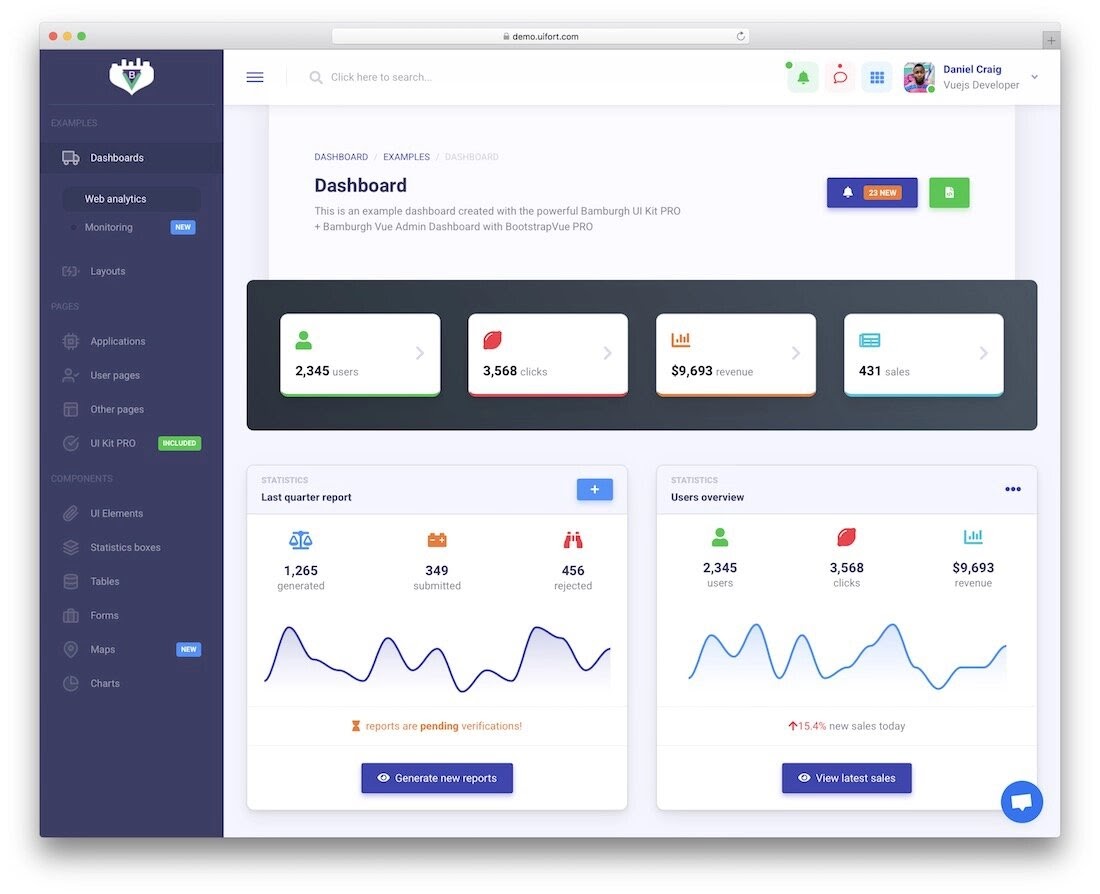 demo.uifort.com
B
EXAMPLES
Dashboards
Web analytics
Monitoring NEW
Layouts
PAGES
Applications
User pages
Other pages
UI Kit PRO INCLUDED
COMPONENTS
UI Elements
Statistics boxes
Tables
Forms
Maps NEW
Charts
Click here to search...
Daniel Craig
Vuejs Developer
DASHBOARD / EXAMPLES / DASHBOARD
Dashboard
This is an example dashboard created with the powerful Bamburgh UI Kit PRO
+ Bamburgh Vue Admin Dashboard with BootstrapVue PRO
23 NEW
2,345 users
3,568 clicks
$9,693 revenue
431 sales
STATISTICS
Last quarter report
+
1,265
generated
349
submitted
456
rejected
reports are pending verifications!
Generate new reports
STATISTICS
Users overview
2,345
users
3,568
clicks
$9,693
revenue
15.4% new sales today
View latest sales